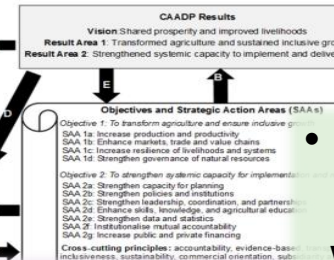 CAADP Results
Vision:Shared prosperity and improved livelihoods
Result Area 1: Transformed agriculture and sustained inclusive
Result Area 2: Strengthened systemic capacity to implement and
E
B
D
Objectives and Strategic Action Areas (SAAs)
Objective 1: To transform agriculture and ensure inclusive
SAA 1a: Increase production and productivity
SAA 1b: Enhance markets, trade and value chains
SAA 1c: Increase resilience of livelihoods and systems
SAA 1d: Strengthen governance of natural resources
Objective 2: To strengthen systemic capacity for implementation
SAA 2a: Strengthen capacity for planning
SAA 2b: Strengthen policies and institutions
SAA 2c: Strengthen leadership, coordination, and
SAA 2d: Enhance skills, knowledge, and agricultural
SAA 2e: Strengthen data and statistics
SAA 2f: Institutionalise mutual accountability
SAA 2g: Increase public and private financing
Cross-cutting principles: accountability, evidence-based,
inclusiveness, sustainability, commercial orientation,